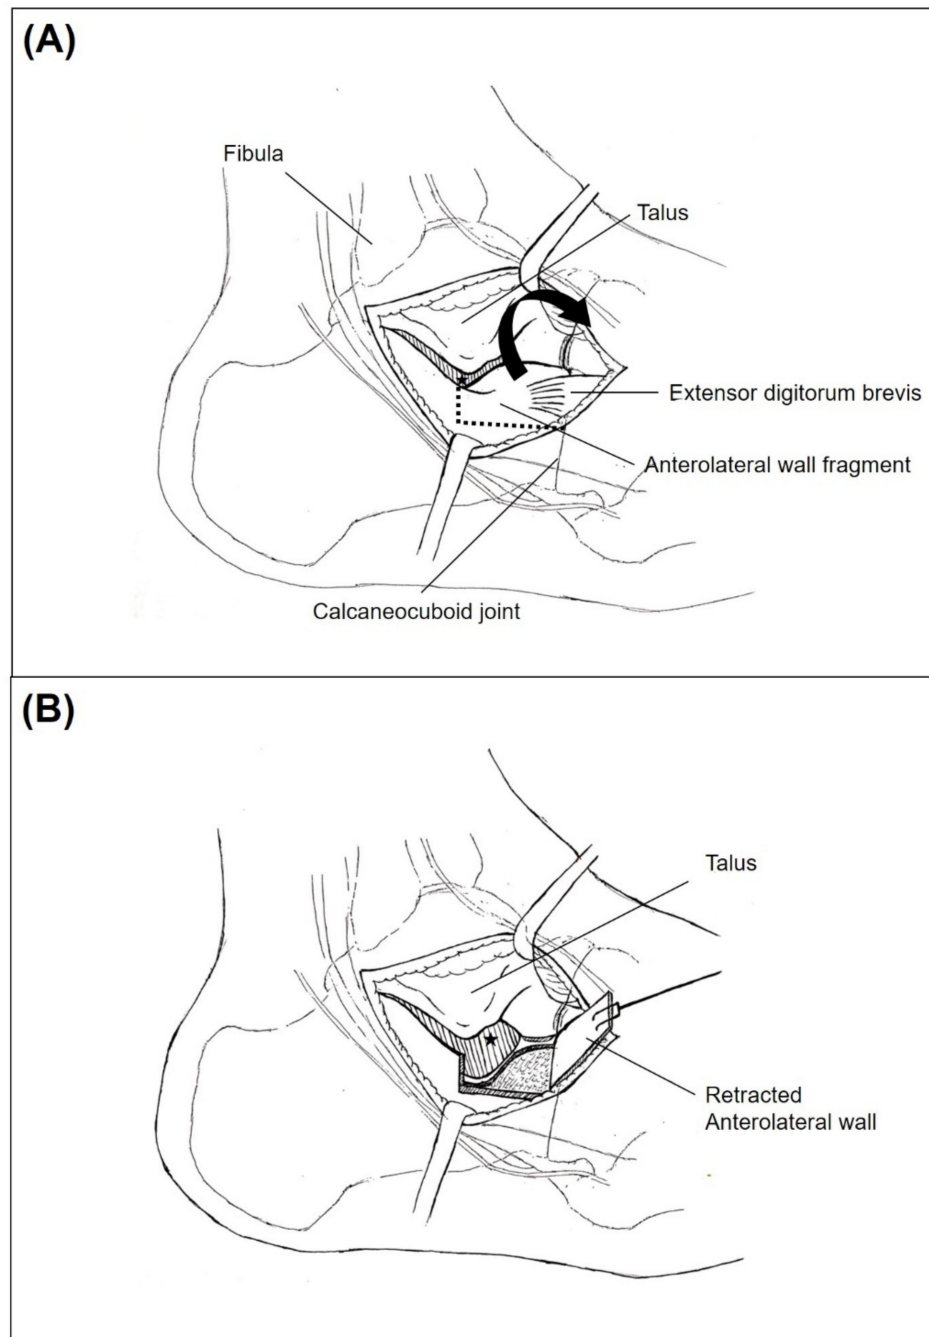 (A)
Fibula
Talus
Extensor digitorum brevis
Anterolateral wall fragment
Calcaneocuboid joint
(B)
Talus
Retracted
Anterolateral wall